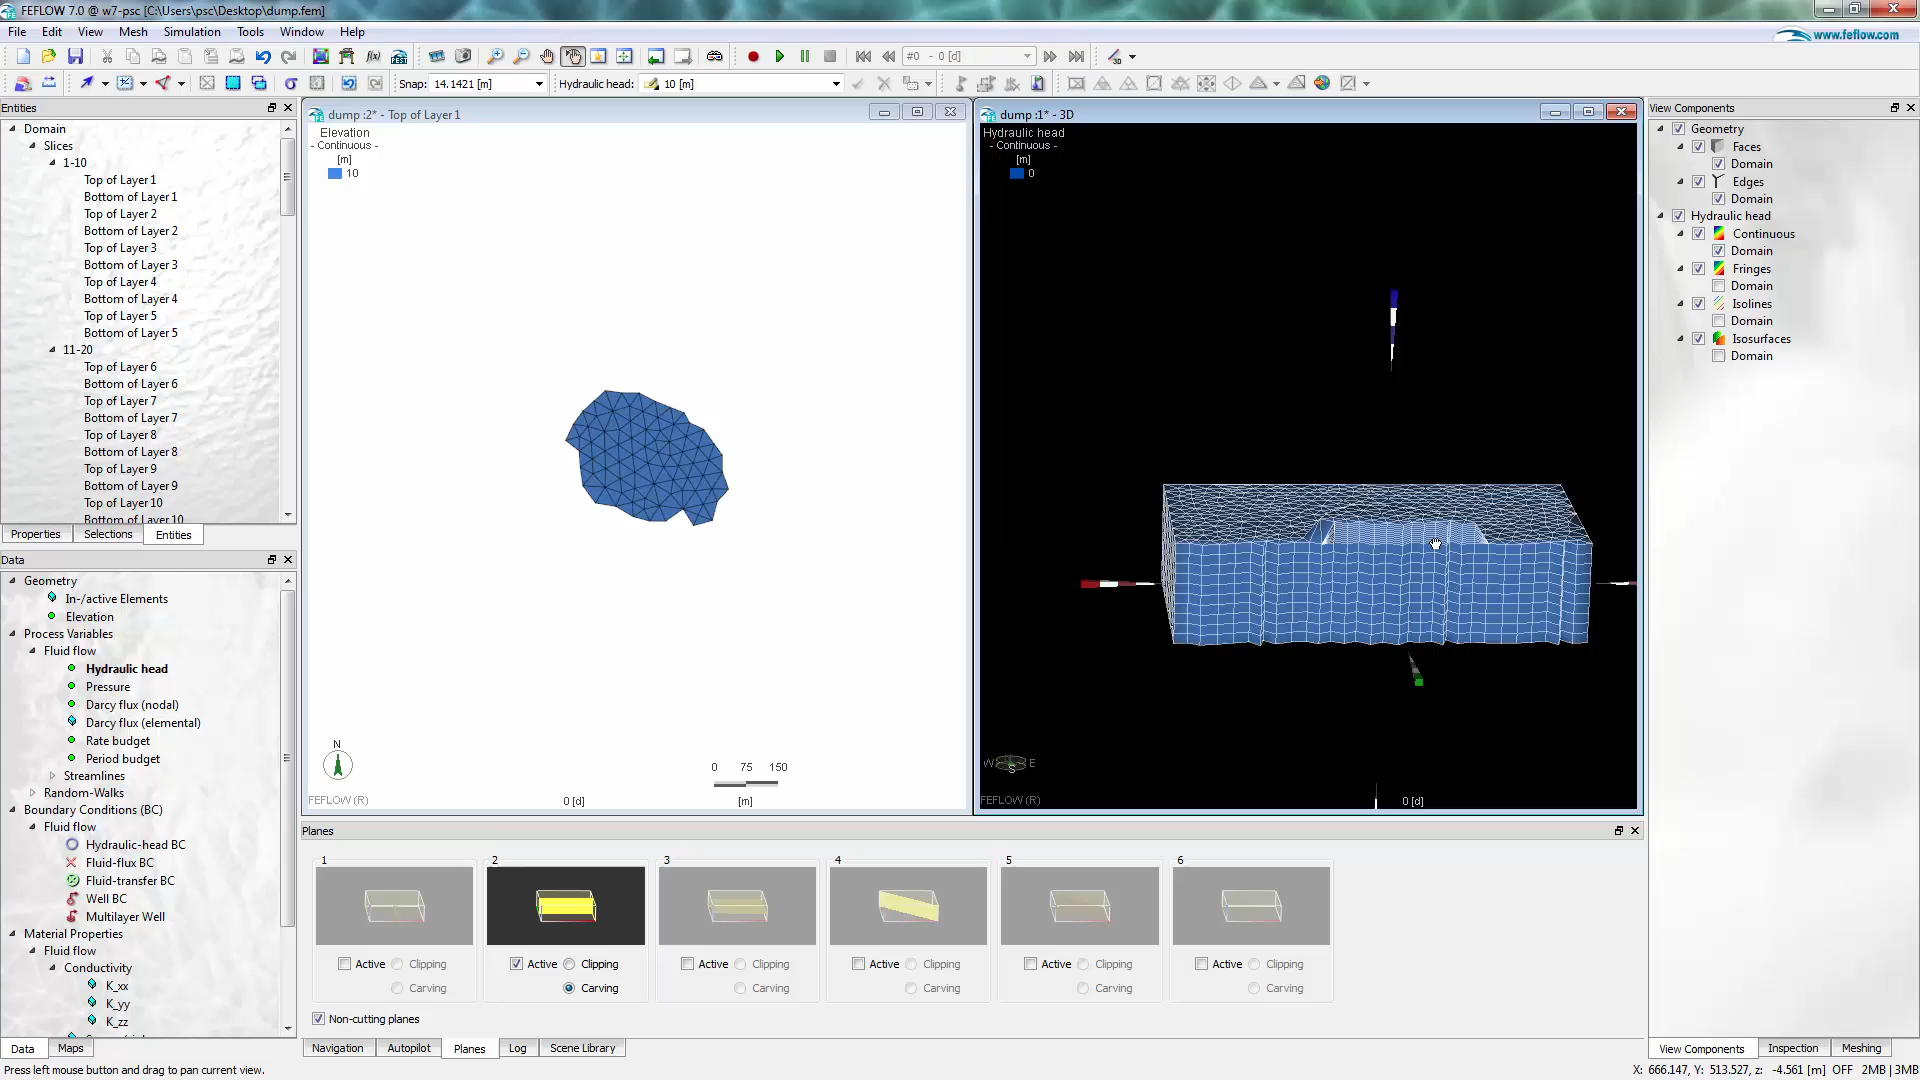 FEFLOW 7.0 @ w7-psc [C:\Users\psc\Desktop\dump.fem]
File Edit View Mesh Simulation Tools Window Help
www.feflow.com
#0 - 0 [d]
Snap: 14.1421 [m] Hydraulic head: 10 [m]
Entities
Domain
Slices
1-10
Top of Layer 1
Bottom of Layer 1
Top of Layer 2
Bottom of Layer 2
Top of Layer 3
Bottom of Layer 3
Top of Layer 4
Bottom of Layer 4
Top of Layer 5
Bottom of Layer 5
11-20
Top of Layer 6
Bottom of Layer 6
Top of Layer 7
Bottom of Layer 7
Top of Layer 8
Bottom of Layer 8
Top of Layer 9
Bottom of Layer 9
Top of Layer 10
Bottom of Layer 10
Properties Selections Entities
Data
Geometry
In-/active Elements
Elevation
Process Variables
Fluid flow
Hydraulic head
Pressure
Darcy flux (nodal)
Darcy flux (elemental)
Rate budget
Period budget
Streamlines
Random-Walks
Boundary Conditions (BC)
Fluid flow
Hydraulic-head BC
Fluid-flux BC
Fluid-transfer BC
Well BC
Multilayer Well
Material Properties
Fluid flow
Conductivity
K_xx
K_yy
K_zz
Data Maps
dump :2* - Top of Layer 1
Elevation
- Continuous -
[m]
10
N
0 75 150
[m]
FEFLOW (R)
0 [d]
dump :1* - 3D
Hydraulic head
- Continuous -
[m]
0
W E
S
FEFLOW (R)
0 [d]
Planes
1 2 3 4 5 6
Active Clipping Active Clipping Active Clipping Active Clipping Active Clipping Active Clipping
Carving Carving Carving Carving Carving Carving
Non-cutting planes
Navigation Autopilot Planes Log Scene Library
View Components
Geometry
Faces
Domain
Edges
Domain
Hydraulic head
Continuous
Domain
Fringes
Domain
Isolines
Domain
Isosurfaces
Domain
View Components Inspection Meshing
Press left mouse button and drag to pan current view.
X: 666.147, Y: 513.527, z: -4.561 [m] OFF 2MB | 3MB